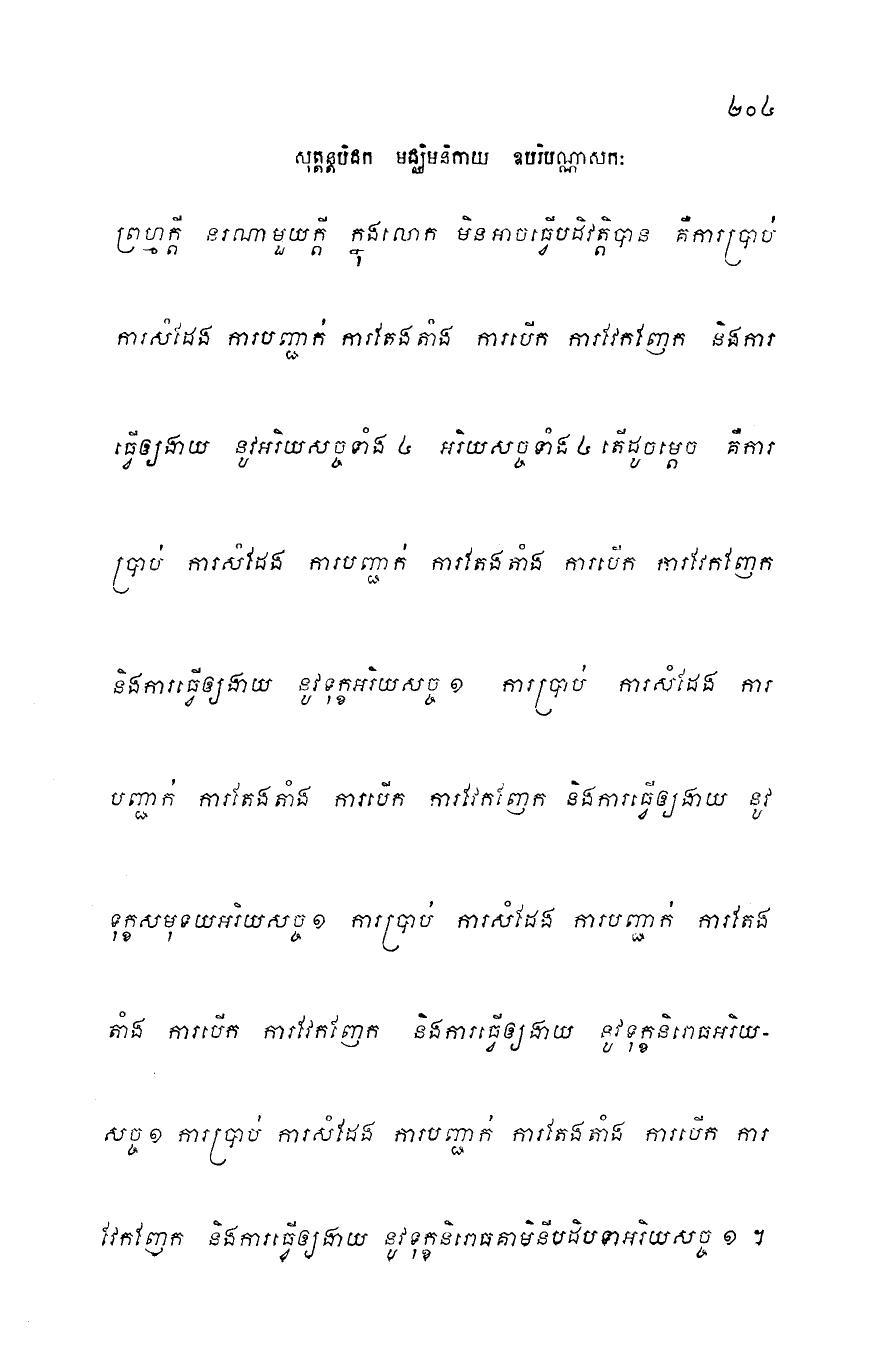 ២០៤
សុត្តន្តបិដក មជ្ឈិមនិកាយ ឧបរិបណ្ណាសកៈ
ព្រហ្មក្តី នរណាមួយក្តី ក្នុងលោក មិនអាចធ្វើបដិវត្តិបាន គឺការប្រាប់
ការសំដែង ការបញ្ជាក់ ការតែងតាំង ការបើក ការវែកញែក និងការ
ធ្វើឲ្យងាយ នូវអរិយសច្ចទាំង ៤ អរិយសច្ចទាំង ៤ តើដូចម្តេច គឺការ
ប្រាប់ ការសំដែង ការបញ្ជាក់ ការតែងតាំង ការបើក ការវែកញែក
និងការធ្វើឲ្យងាយ នូវទុក្ខអរិយសច្ច ១ ការប្រាប់ ការសំដែង ការ
បញ្ជាក់ ការតែងតាំង ការបើក ការវែកញែក និងការធ្វើឲ្យងាយ នូវ
ទុក្ខសមុទយអរិយសច្ច ១ ការប្រាប់ ការសំដែង ការបញ្ជាក់ ការតែង
តាំង ការបើក ការវែកញែក និងការធ្វើឲ្យងាយ នូវទុក្ខនិរោធអរិយ-
សច្ច ១ ការប្រាប់ ការសំដែង ការបញ្ជាក់ ការតែងតាំង ការបើក ការ
វែកញែក និងការធ្វើឲ្យងាយ នូវទុក្ខនិរោធគាមិនីបដិបទាអរិយសច្ច ១ ។